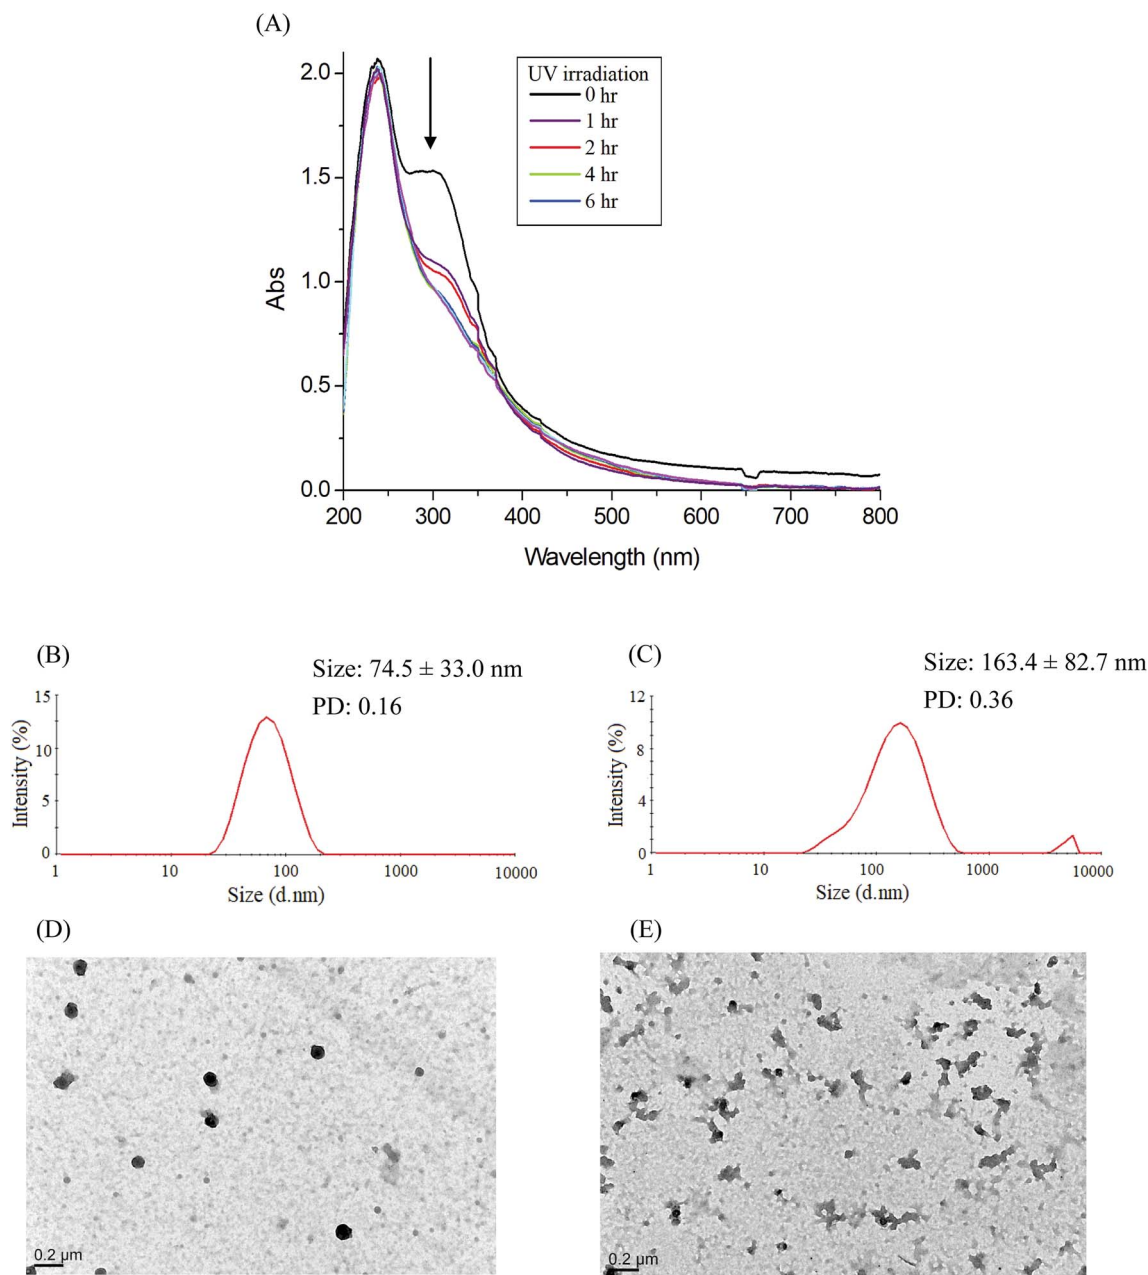 (A)
2.0
1.5
1.0
0.5
0.0
Abs
200 300 400 500 600 700 800
Wavelength (nm)
UV irradiation
0 hr
1 hr
2 hr
4 hr
6 hr
(B)
Size: 74.5 ± 33.0 nm
PD: 0.16
15
10
5
0
Intensity (%)
1 10 100 1000 10000
Size (d.nm)
(C)
Size: 163.4 ± 82.7 nm
PD: 0.36
12
10
8
4
0
Intensity (%)
1 10 100 1000 10000
Size (d.nm)
(D)
0.2 µm
(E)
0.2 µm